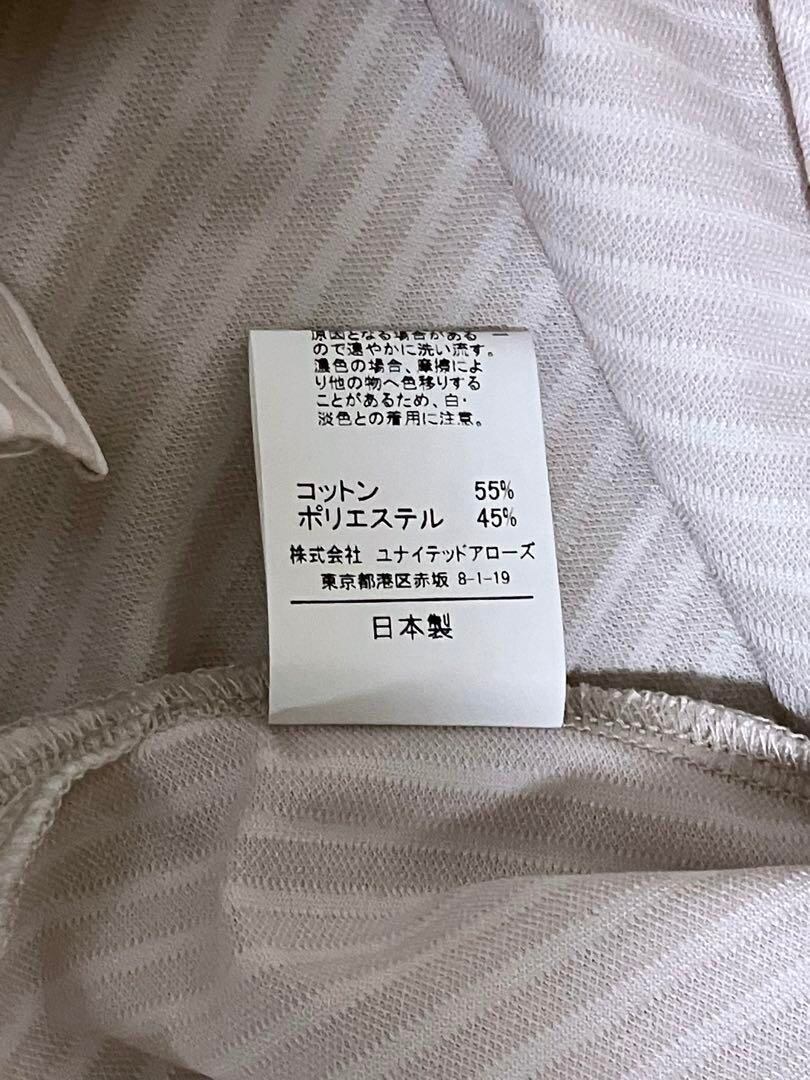 原因となる場合がある
ので速やかに洗い流す。
濃色の場合、摩擦によ
り他の物へ色移りする
ことがあるため、白・
淡色との着用に注意。
コットン 55%
ポリエステル 45%
株式会社 ユナイテッドアローズ
東京都港区赤坂 8-1-19
日本製